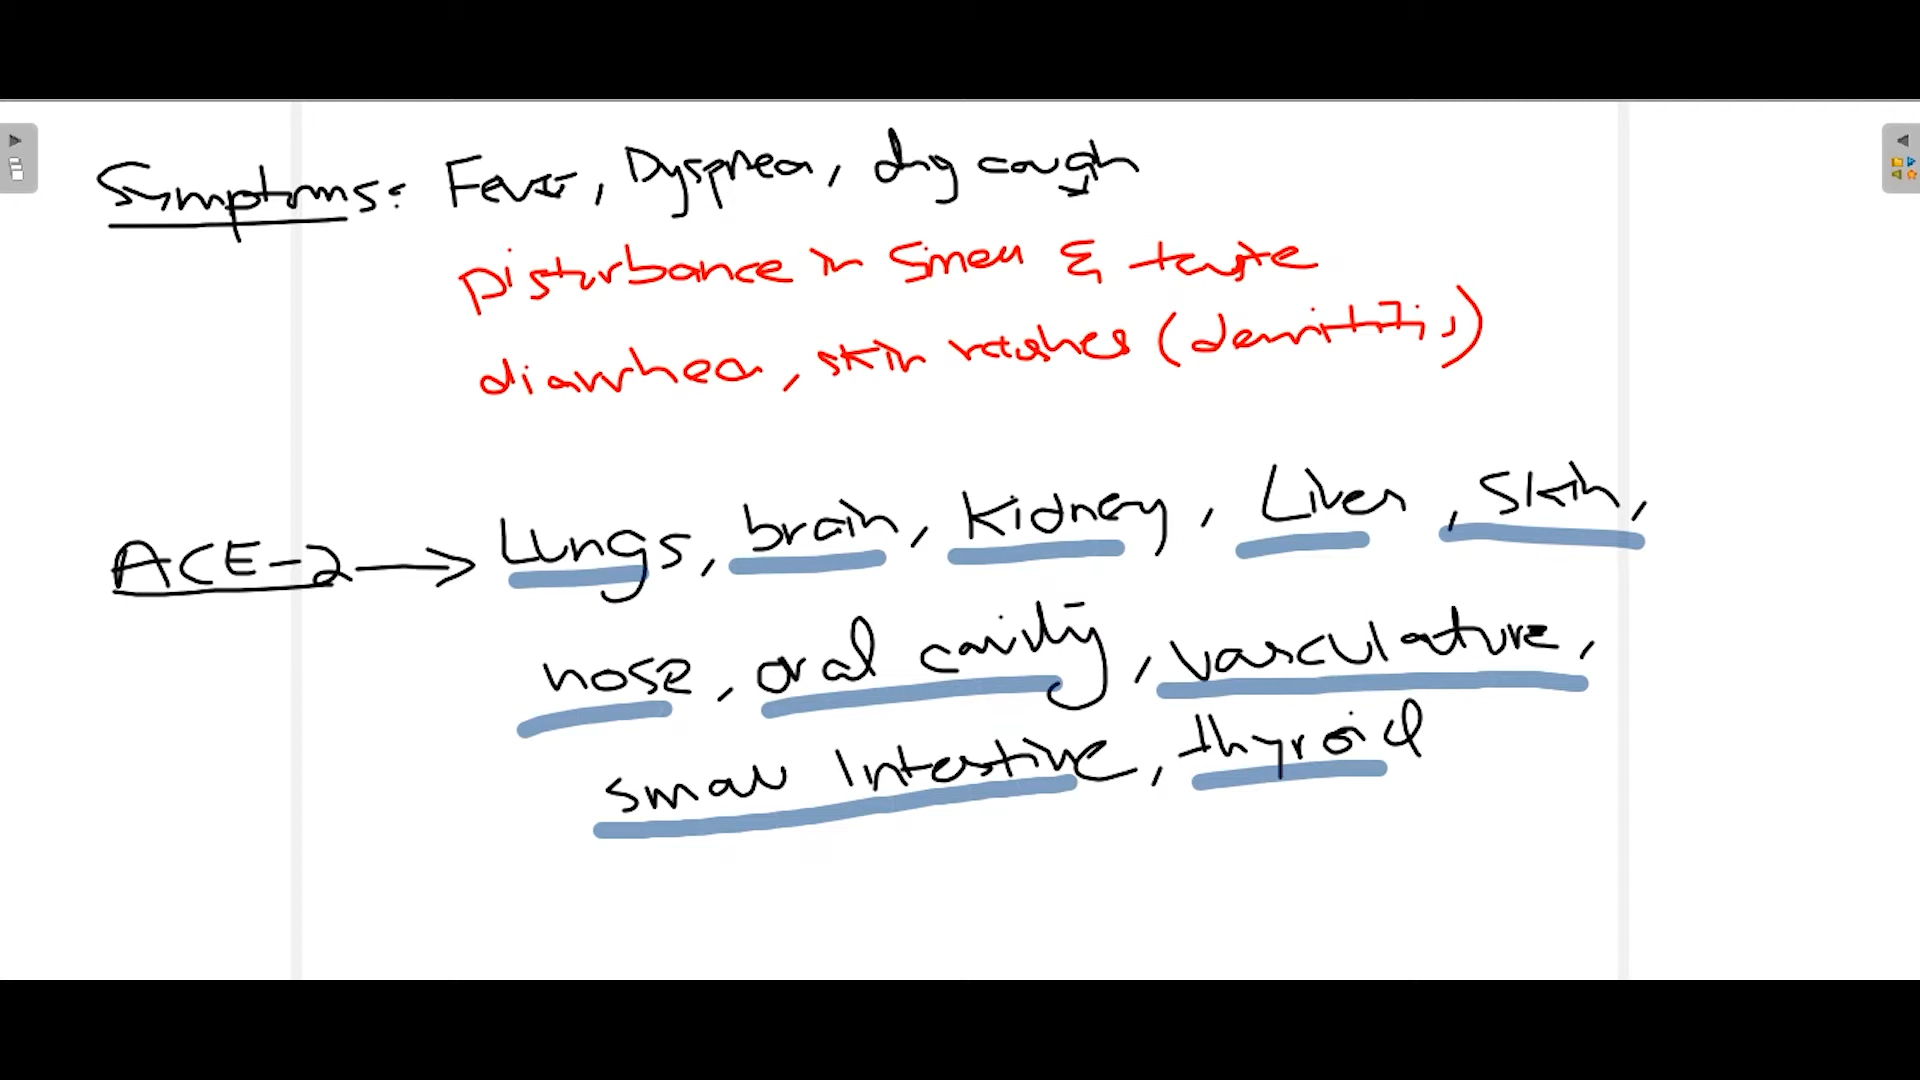 Symptoms: Fever, Dyspnea, dry cough
Disturbance in Smell & taste
diarrhea, skin rashes (dermititis)
ACE-2 → Lungs, brain, Kidney, Liver, Skin,
nose, oral cavity, vasculature,
small Intestine, thyroid